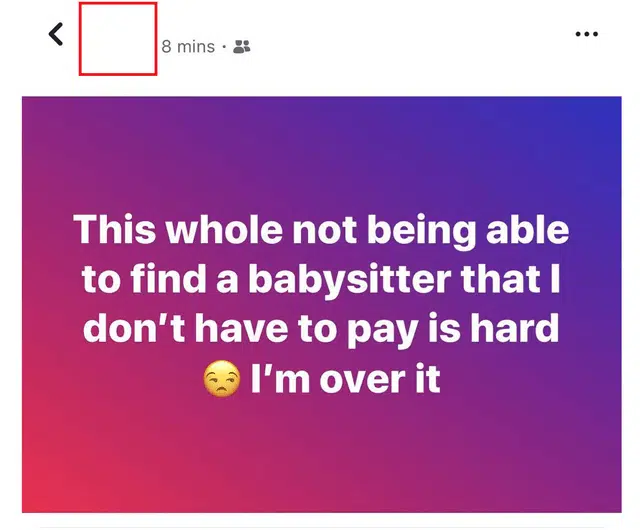 8 mins ·
This whole not being able
to find a babysitter that I
don't have to pay is hard
😒 I'm over it